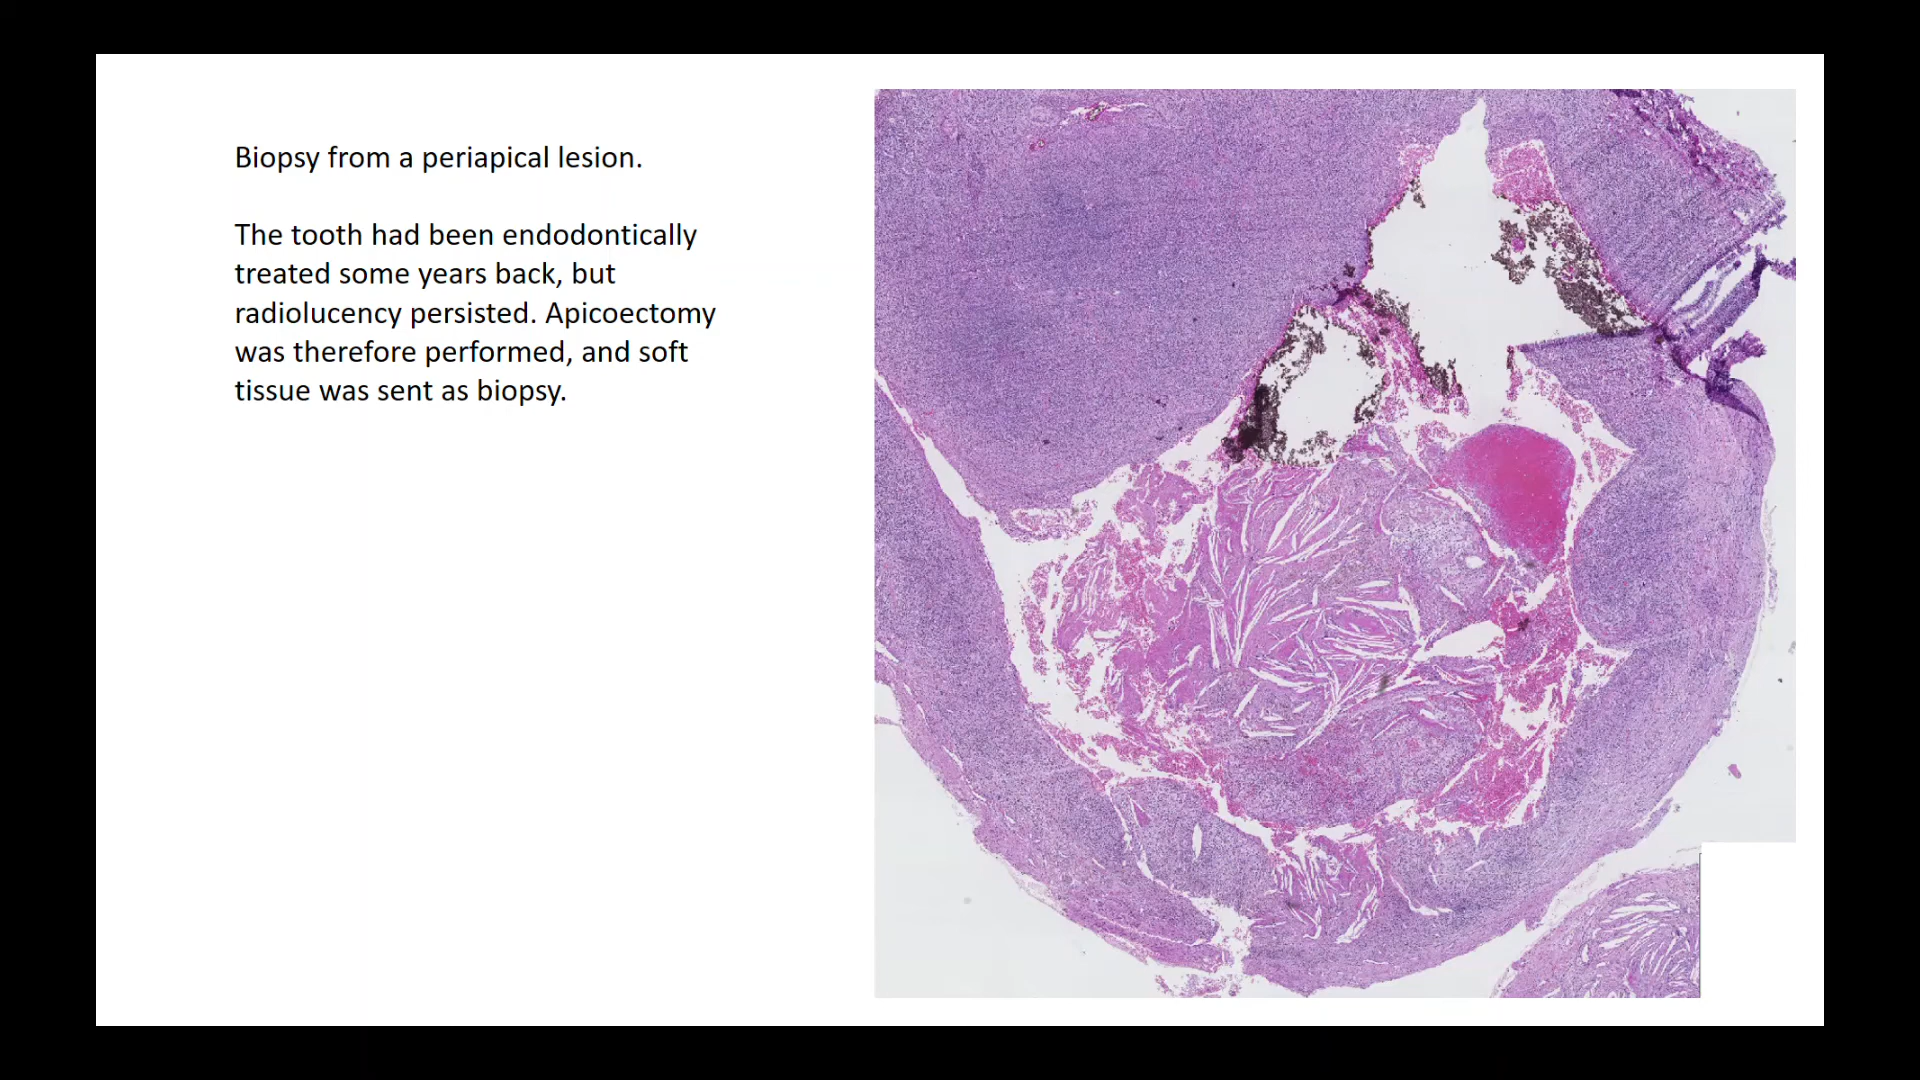 Biopsy from a periapical lesion.
The tooth had been endodontically
treated some years back, but
radiolucency persisted. Apicoectomy
was therefore performed, and soft
tissue was sent as biopsy.